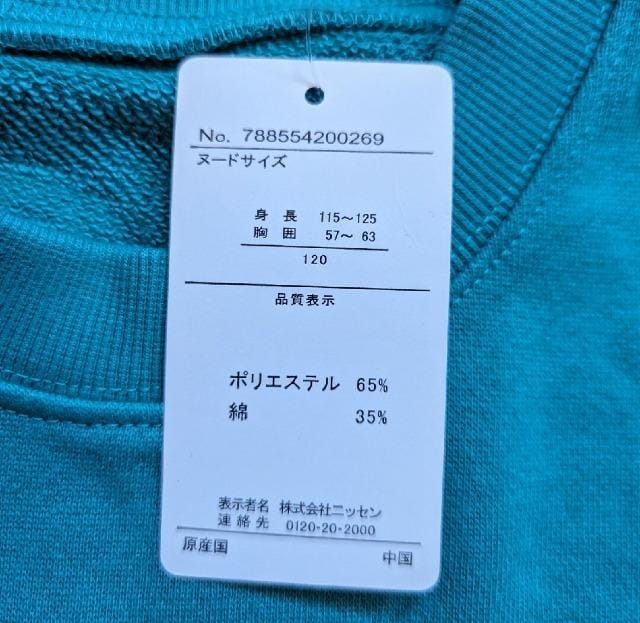 No. 788554200269
ヌードサイズ
身長 115～125
胸囲 57～ 63
120
品質表示
ポリエステル 65%
綿 35%
表示者名 株式会社ニッセン
連絡先 0120-20-2000
原産国 中国